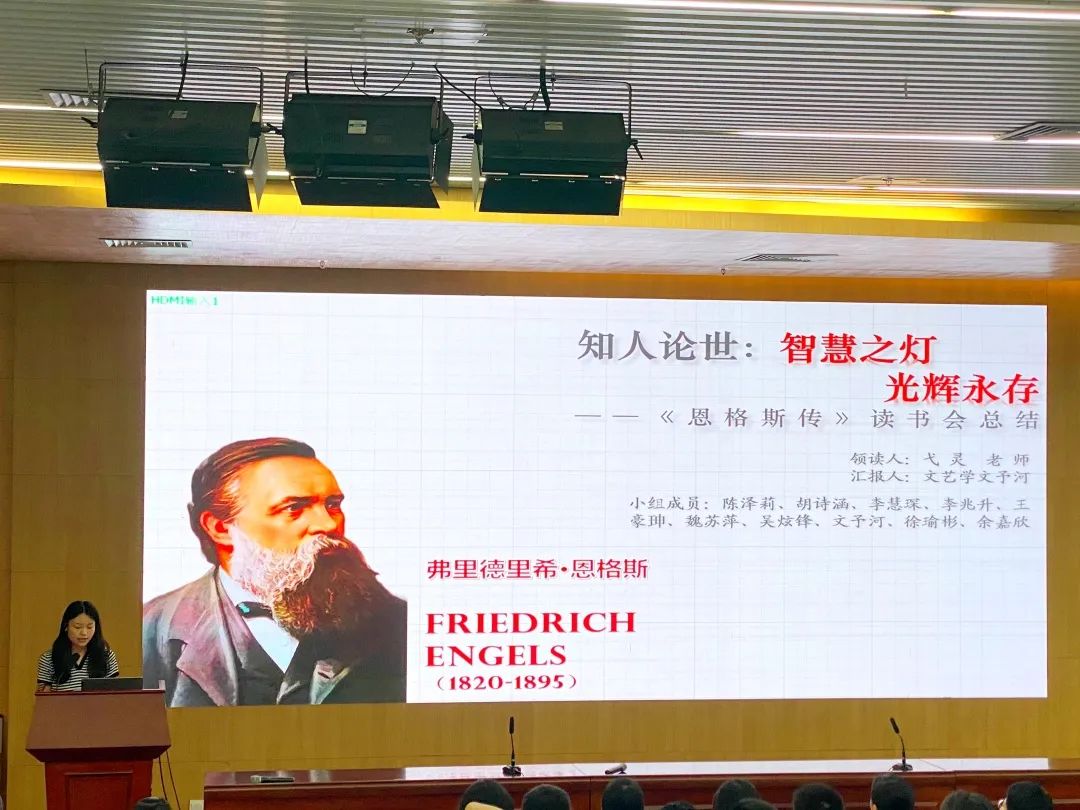 HDMI输入1
知人论世：智慧之灯
光辉永存
——《恩格斯传》读书会总结
领读人：弋灵 老师
汇报人：文艺学文予河
小组成员：陈泽莉、胡诗涵、李慧琛、李兆升、王
豪珅、魏苏萍、吴炫锋、文予河、徐瑜彬、余嘉欣
弗里德里希·恩格斯
FRIEDRICH
ENGELS
（1820-1895）